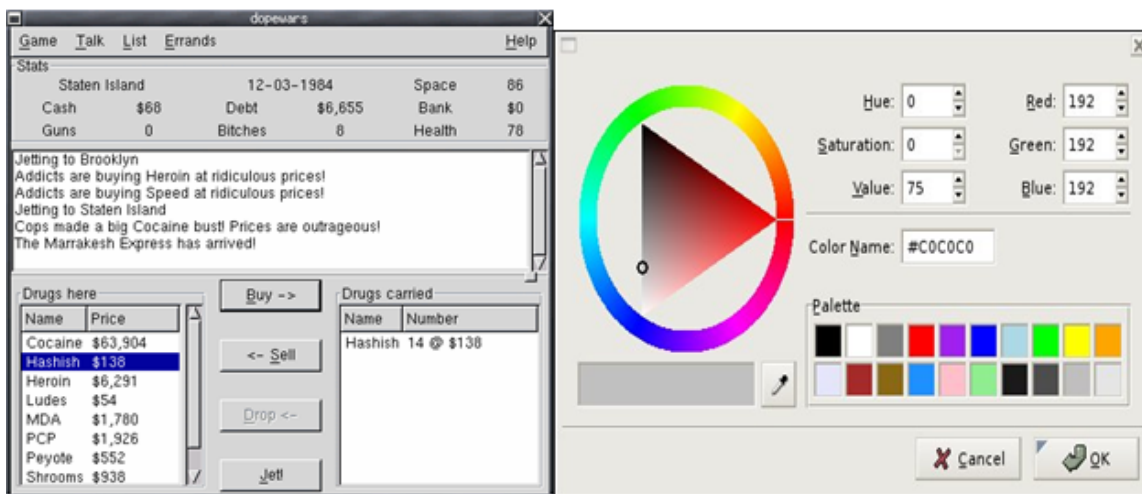 dopewars
Game Talk List Errands Help
Stats
Staten Island 12-03-1984 Space 86
Cash $68 Debt $6,655 Bank $0
Guns 0 Bitches 8 Health 78
Jetting to Brooklyn
Addicts are buying Heroin at ridiculous prices!
Addicts are buying Speed at ridiculous prices!
Jetting to Staten Island
Cops made a big Cocaine bust! Prices are outrageous!
The Marrakesh Express has arrived!
Drugs here
Name Price
Cocaine $63,904
Hashish $138
Heroin $6,291
Ludes $54
MDA $1,780
PCP $1,926
Peyote $552
Shrooms $938
Buy ->
<- Sell
Drop <-
Jet!
Drugs carried
Name Number
Hashish 14 @ $138
Hue: 0 Red: 192
Saturation: 0 Green: 192
Value: 75 Blue: 192
Color Name: #C0C0C0
Palette
Cancel OK